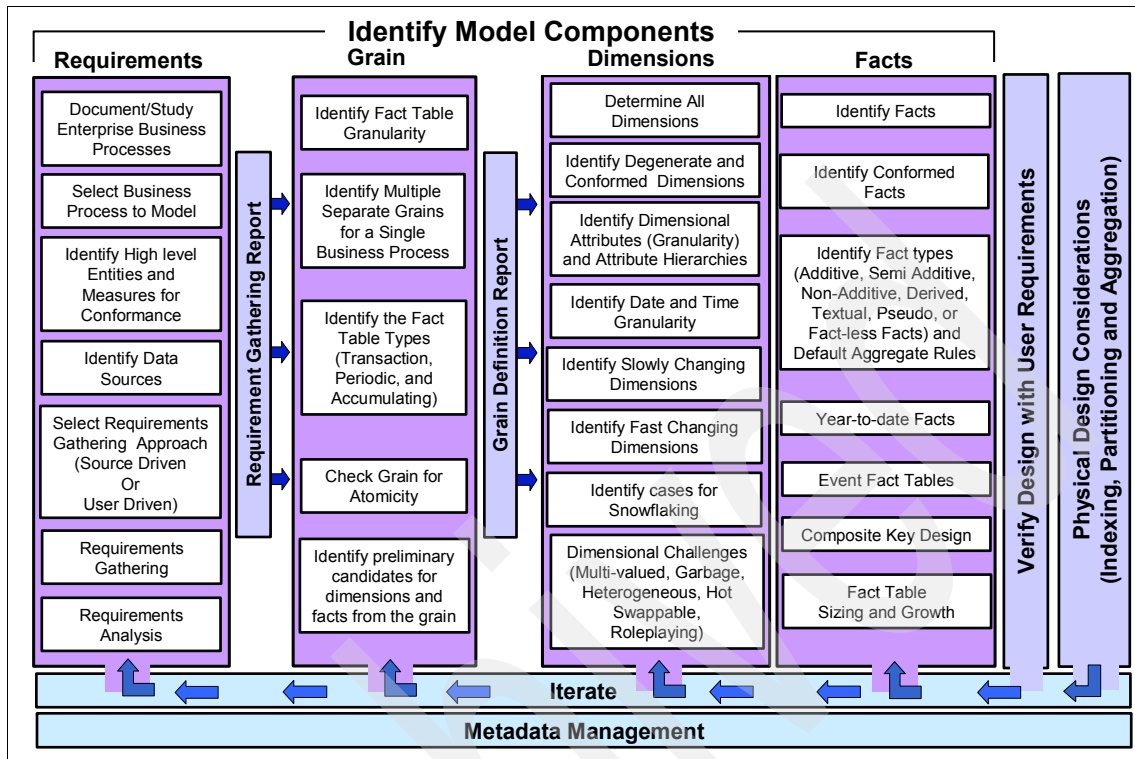 Identify Model Components
Requirements
Document/Study
Enterprise Business
Processes
Select Business
Process to Model
Identify High level
Entities and
Measures for
Conformance
Identify Data
Sources
Select Requirements
Gathering Approach
(Source Driven
Or
User Driven)
Requirements
Gathering
Requirements
Analysis
Requirement Gathering Report
Grain
Identify Fact Table
Granularity
Identify Multiple
Separate Grains
for a Single
Business Process
Identify the Fact
Table Types
(Transaction,
Periodic, and
Accumulating)
Check Grain for
Atomicity
Identify preliminary
candidates for
dimensions and
facts from the grain
Grain Definition Report
Dimensions
Determine All
Dimensions
Identify Degenerate and
Conformed Dimensions
Identify Dimensional
Attributes (Granularity)
and Attribute Hierarchies
Identify Date and Time
Granularity
Identify Slowly Changing
Dimensions
Identify Fast Changing
Dimensions
Identify cases for
Snowflaking
Dimensional Challenges
(Multi-valued, Garbage,
Heterogeneous, Hot
Swappable,
Roleplaying)
Facts
Identify Facts
Identify Conformed
Facts
Identify Fact types
(Additive, Semi Additive,
Non-Additive, Derived,
Textual, Pseudo, or
Fact-less Facts) and
Default Aggregate Rules
Year-to-date Facts
Event Fact Tables
Composite Key Design
Fact Table
Sizing and Growth
Verify Design with User Requirements
Physical Design Considerations
(Indexing, Partitioning and Aggregation)
Iterate
Metadata Management